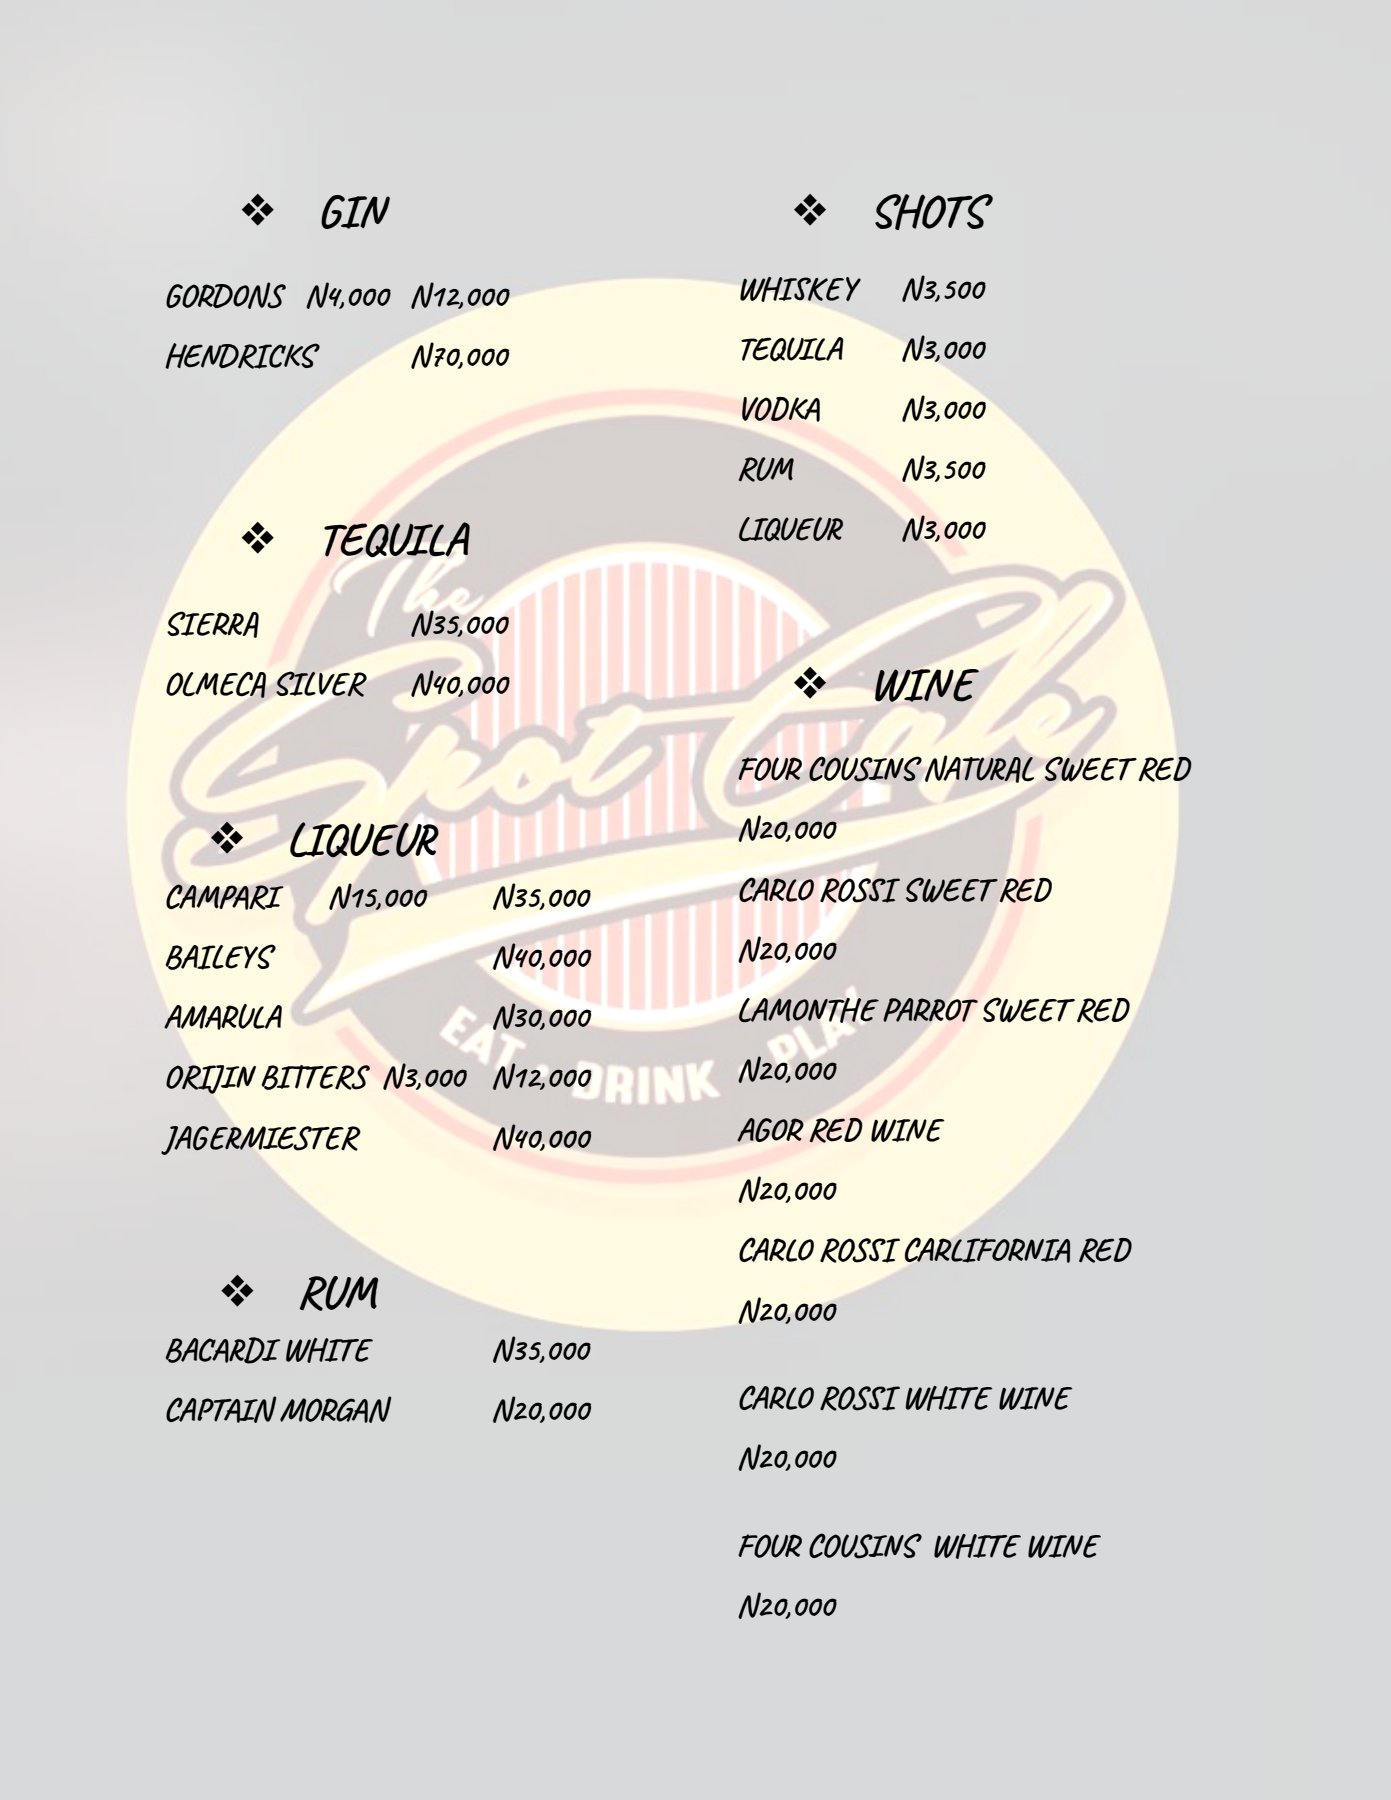 ❖ GIN
GORDONS N4,000 N12,000
HENDRICKS N70,000
❖ TEQUILA
SIERRA N35,000
OLMECA SILVER N40,000
❖ LIQUEUR
CAMPARI N15,000 N35,000
BAILEYS N40,000
AMARULA N30,000
ORIJIN BITTERS N3,000 N12,000
JAGERMIESTER N40,000
❖ RUM
BACARDI WHITE N35,000
CAPTAIN MORGAN N20,000
❖ SHOTS
WHISKEY N3,500
TEQUILA N3,000
VODKA N3,000
RUM N3,500
LIQUEUR N3,000
❖ WINE
FOUR COUSINS NATURAL SWEET RED
N20,000
CARLO ROSSI SWEET RED
N20,000
LAMONTHE PARROT SWEET RED
N20,000
AGOR RED WINE
N20,000
CARLO ROSSI CARLIFORNIA RED
N20,000
CARLO ROSSI WHITE WINE
N20,000
FOUR COUSINS WHITE WINE
N20,000
The
Spot Cafe
EAT · DRINK · PLAY